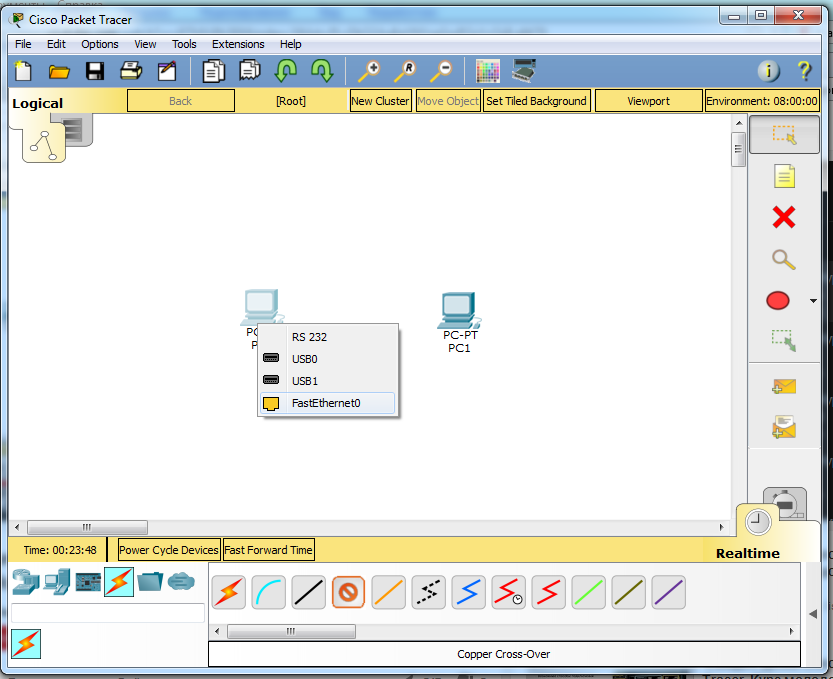 Cisco Packet Tracer
File Edit Options View Tools Extensions Help
R
i ?
Logical
Back
[Root]
New Cluster
Move Object
Set Tiled Background
Viewport
Environment: 08:00:00
PC-PT
PC1
RS 232
USB0
USB1
FastEthernet0
Time: 00:23:48
Power Cycle Devices
Fast Forward Time
Realtime
Copper Cross-Over